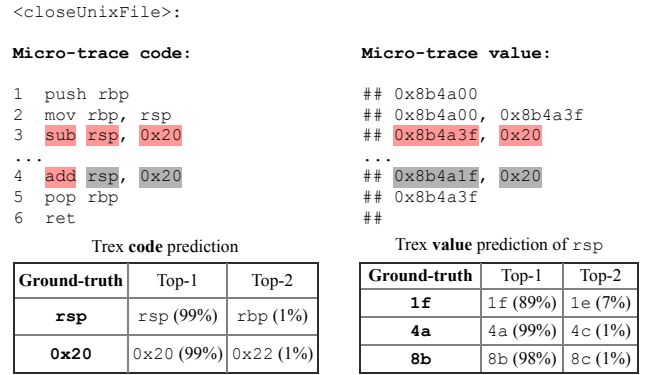 <closeUnixFile>:
Micro-trace code:
1 push rbp
2 mov rbp, rsp
3 sub rsp, 0x20
...
4 add rsp, 0x20
5 pop rbp
6 ret
Micro-trace value:
## 0x8b4a00
## 0x8b4a00, 0x8b4a3f
## 0x8b4a3f, 0x20
...
## 0x8b4a1f, 0x20
## 0x8b4a3f
##
Trex code prediction
Ground-truth Top-1 Top-2
rsp rsp (99%) rbp (1%)
0x20 0x20 (99%) 0x22 (1%)
Trex value prediction of rsp
Ground-truth Top-1 Top-2
1f 1f (89%) 1e (7%)
4a 4a (99%) 4c (1%)
8b 8b (98%) 8c (1%)